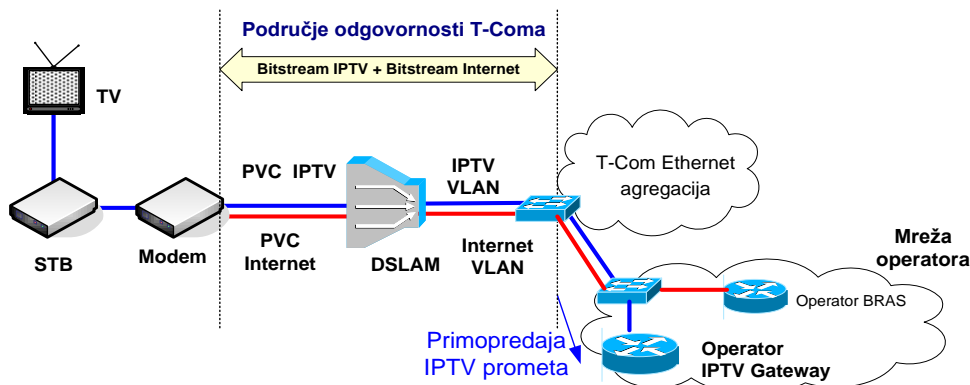 Područje odgovornosti T-Coma
Bitstream IPTV + Bitstream Internet
TV
STB
Modem
PVC IPTV
PVC
Internet
DSLAM
IPTV
VLAN
Internet
VLAN
T-Com Ethernet
agregacija
Mreža
operatora
Operator BRAS
Operator
IPTV Gateway
Primopredaja
IPTV prometa